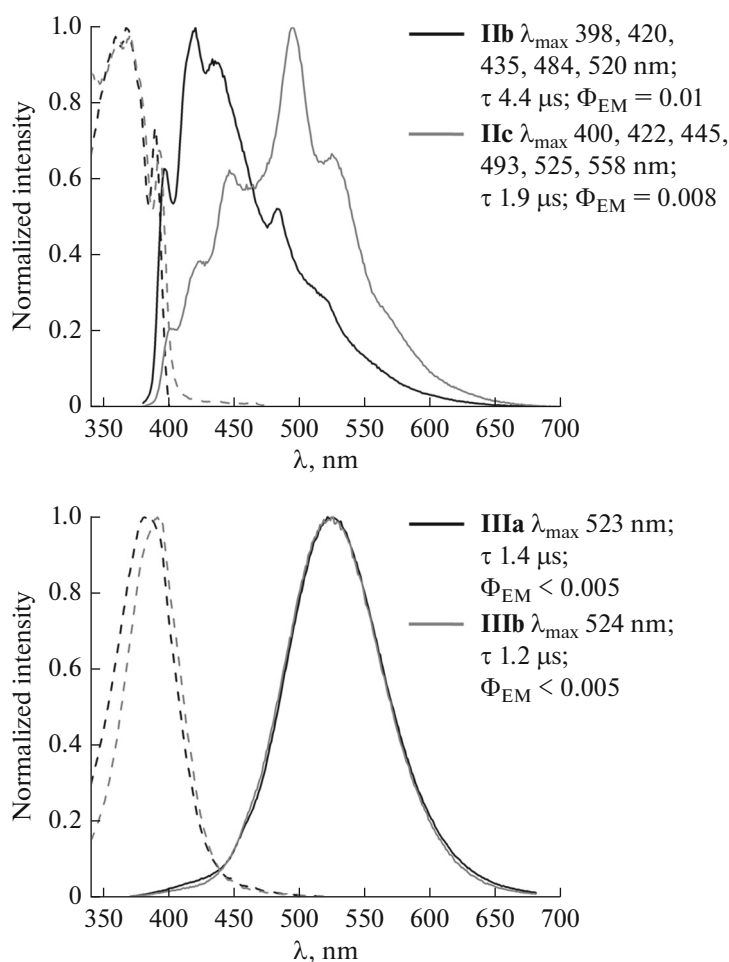 Normalized intensity
1.0
0.8
0.6
0.4
0.2
0
350 400 450 500 550 600 650 700
λ, nm
IIb λmax 398, 420,
435, 484, 520 nm;
τ 4.4 μs; ΦEM = 0.01
IIc λmax 400, 422, 445,
493, 525, 558 nm;
τ 1.9 μs; ΦEM = 0.008
Normalized intensity
1.0
0.8
0.6
0.4
0.2
0
350 400 450 500 550 600 650 700
λ, nm
IIIa λmax 523 nm;
τ 1.4 μs;
ΦEM < 0.005
IIIb λmax 524 nm;
τ 1.2 μs;
ΦEM < 0.005